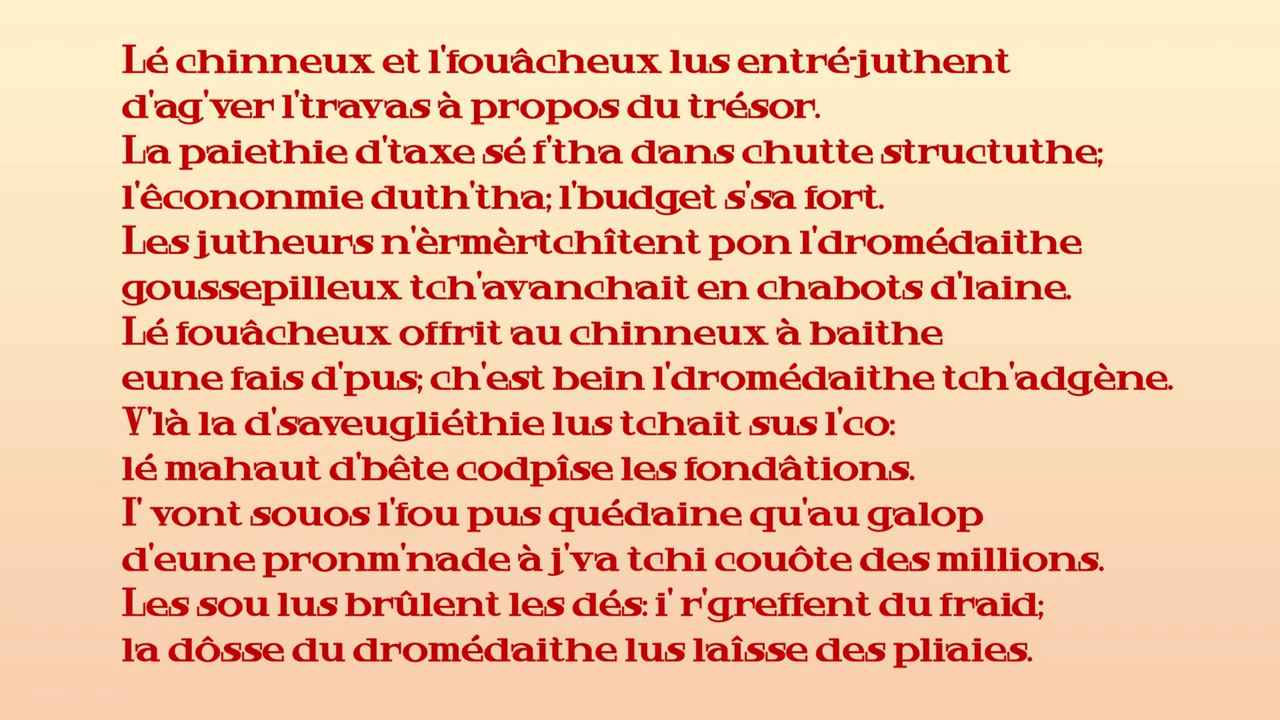 Lé chinneux et l'fouâcheux lus entré-juthent
d'ag'ver l'travas à propos du trésor.
La paiethie d'taxe sé f'tha dans chutte structuthe;
l'êcononmie duth'tha; l'budget s'sa fort.
Les jutheurs n'èrmèrtchîtent pon l'dromédaithe
goussepilleux tch'avanchait en chabots d'laine.
Lé fouâcheux offrit au chinneux à baithe
eune fais d'pus; ch'est bein l'dromédaithe tch'adgène.
V'là la d'saveugliéthie lus tchait sus l'co:
lé mahaut d'bête codpîse les fondâtions.
I' vont souos l'fou pus quédaine qu'au galop
d'eune pronm'nade à j'va tchi couôte des millions.
Les sou lus brûlent les dés: i' r'greffent du fraid;
la dôsse du dromédaithe lus laîsse des pliaies.